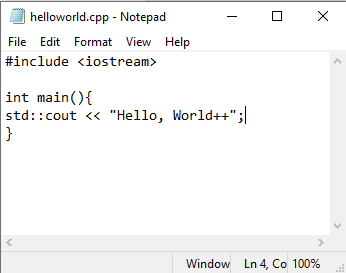 helloworld.cpp - Notepad
File Edit Format View Help
#include <iostream>
int main(){
std::cout << "Hello, World++";
}
Window Ln 4, Co 100%